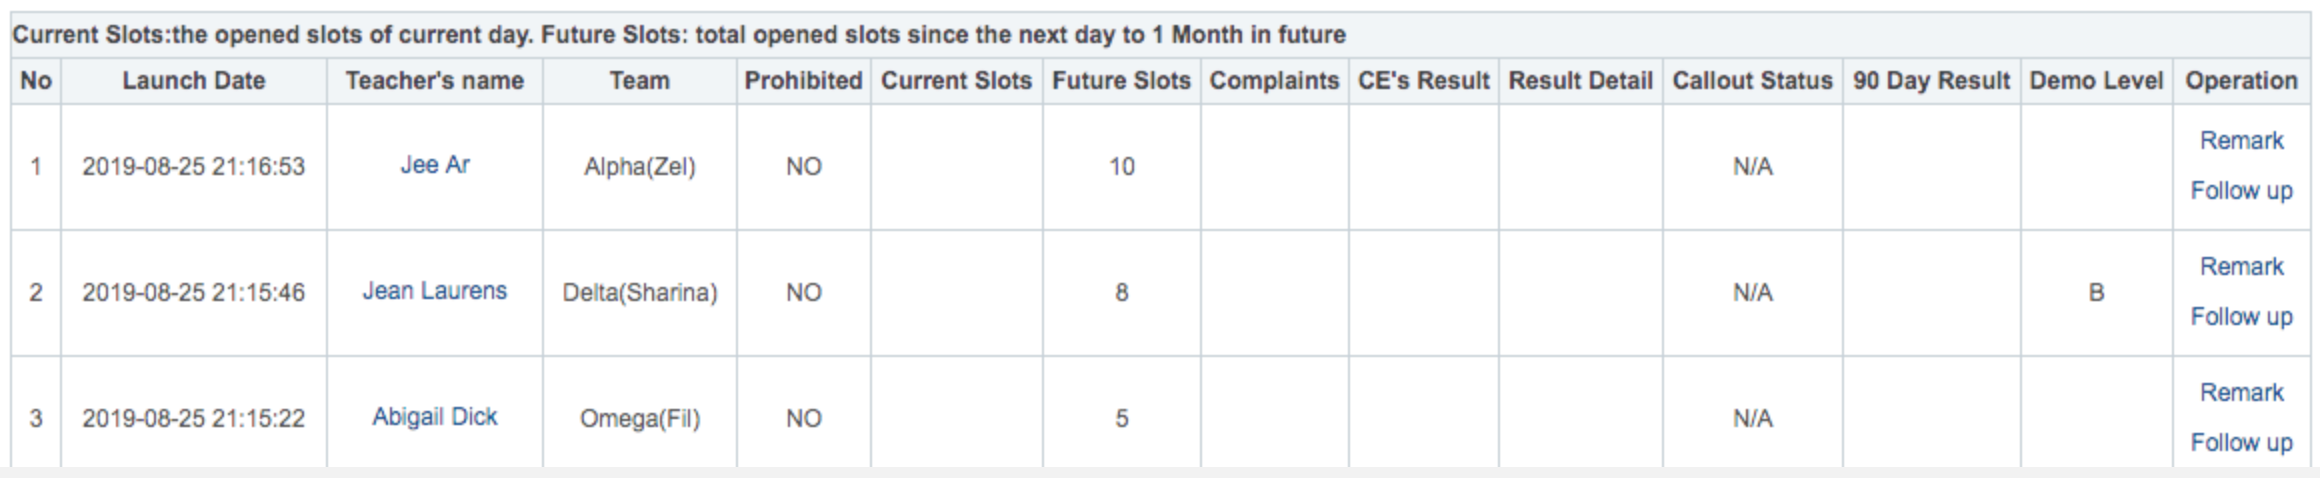 Current Slots:the opened slots of current day. Future Slots: total opened slots since the next day to 1 Month in future
No Launch Date Teacher's name Team Prohibited Current Slots Future Slots Complaints CE's Result Result Detail Callout Status 90 Day Result Demo Level Operation
1 2019-08-25 21:16:53 Jee Ar Alpha(Zel) NO 10 N/A Remark
Follow up
2 2019-08-25 21:15:46 Jean Laurens Delta(Sharina) NO 8 N/A B Remark
Follow up
3 2019-08-25 21:15:22 Abigail Dick Omega(Fil) NO 5 N/A Remark
Follow up